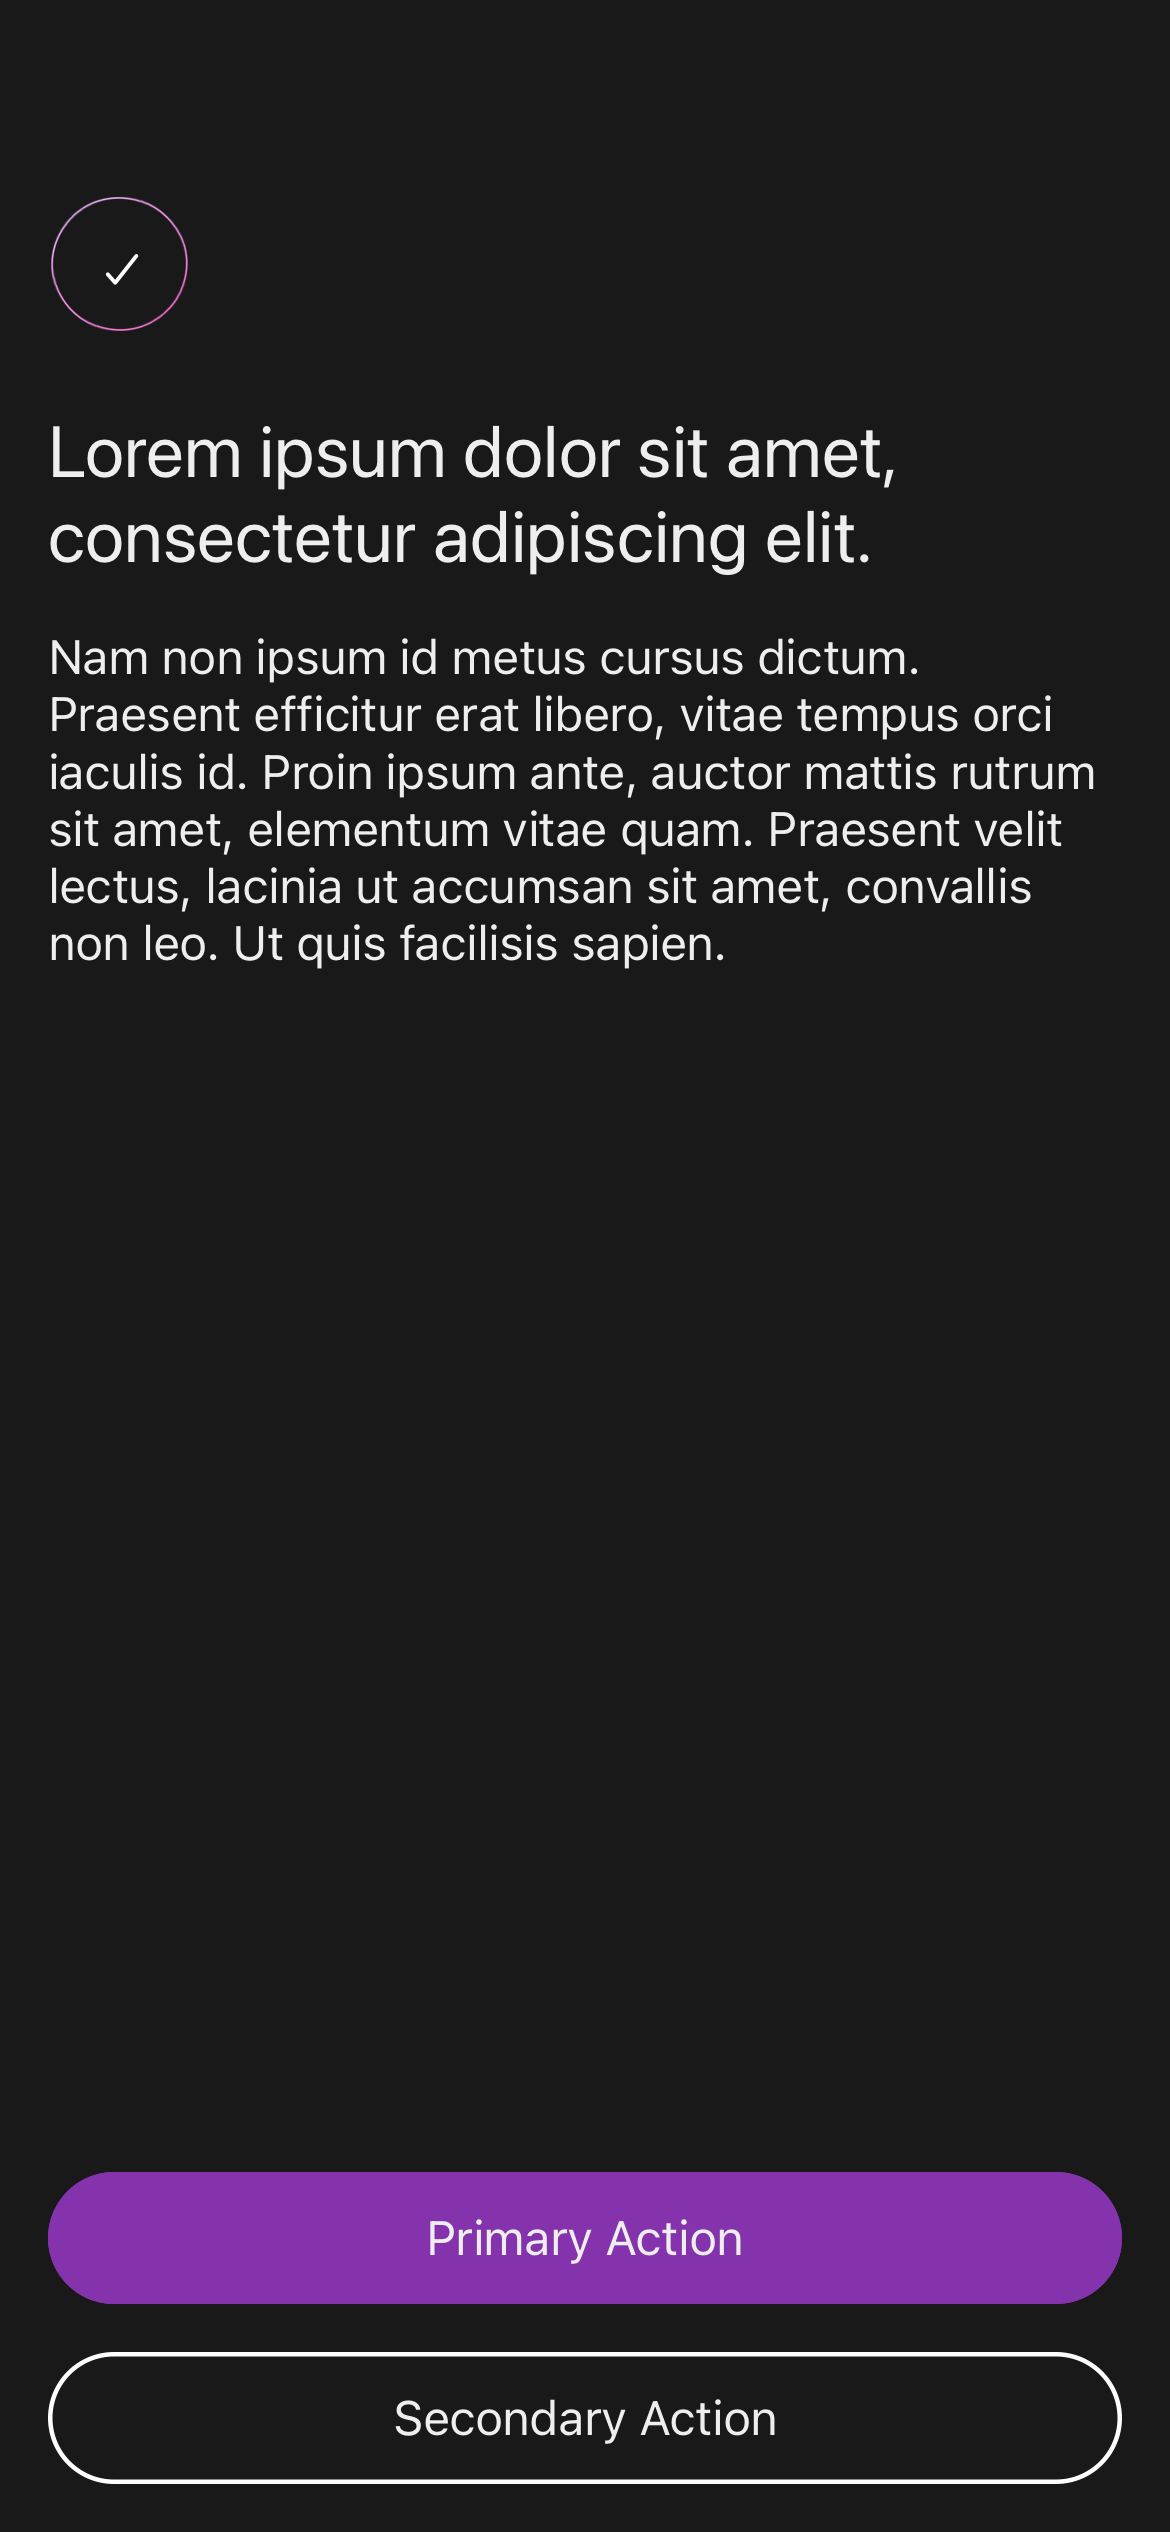 Lorem ipsum dolor sit amet,
consectetur adipiscing elit.
Nam non ipsum id metus cursus dictum.
Praesent efficitur erat libero, vitae tempus orci
iaculis id. Proin ipsum ante, auctor mattis rutrum
sit amet, elementum vitae quam. Praesent velit
lectus, lacinia ut accumsan sit amet, convallis
non leo. Ut quis facilisis sapien.
Primary Action
Secondary Action